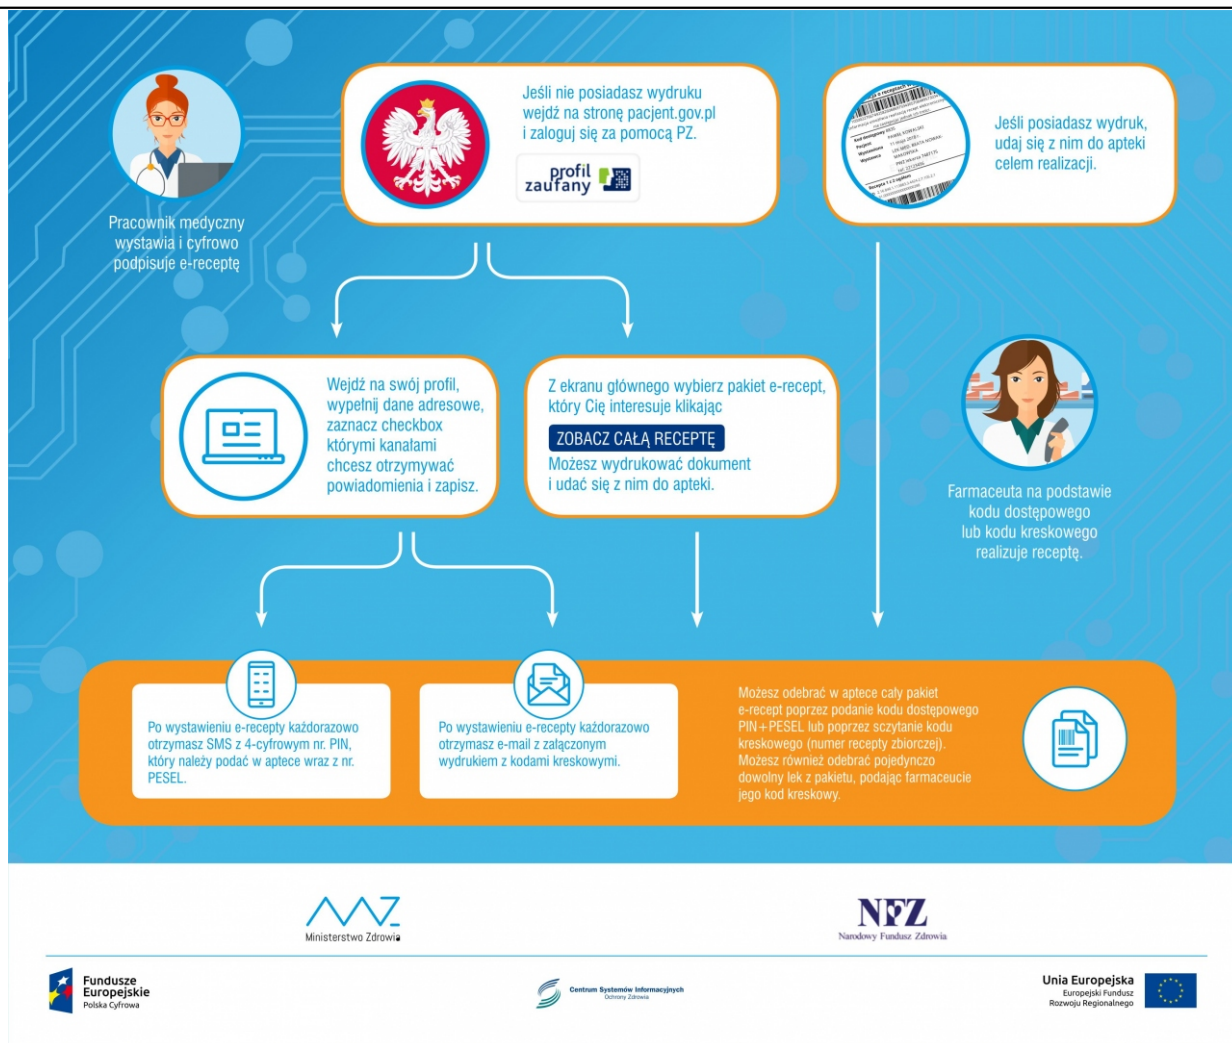 Pracownik medyczny
wystawia i cyfrowo
podpisuje e-receptę
Jeśli nie posiadasz wydruku
wejdź na stronę pacjent.gov.pl
i zaloguj się za pomocą PZ.
profil
zaufany
Jeśli posiadasz wydruk,
udaj się z nim do apteki
celem realizacji.
Wejdź na swój profil,
wypełnij dane adresowe,
zaznacz checkbox
którymi kanałami
chcesz otrzymywać
powiadomienia i zapisz.
Z ekranu głównego wybierz pakiet e-recept,
który Cię interesuje klikając
ZOBACZ CAŁĄ RECEPTĘ
Możesz wydrukować dokument
i udać się z nim do apteki.
Farmaceuta na podstawie
kodu dostępowego
lub kodu kreskowego
realizuje receptę.
Po wystawieniu e-recepty każdorazowo
otrzymasz SMS z 4-cyfrowym nr. PIN,
który należy podać w aptece wraz z nr.
PESEL.
Po wystawieniu e-recepty każdorazowo
otrzymasz e-mail z załączonym
wydrukiem z kodami kreskowymi.
Możesz odebrać w aptece cały pakiet
e-recept poprzez podanie kodu dostępowego
PIN+PESEL lub poprzez sczytanie kodu
kreskowego (numer recepty zbiorczej).
Możesz również odebrać pojedynczo
dowolny lek z pakietu, podając farmaceucie
jego kod kreskowy.
Ministerstwo Zdrowia
NFZ
Narodowy Fundusz Zdrowia
Fundusze
Europejskie
Polska Cyfrowa
Centrum Systemów Informacyjnych
Ochrony Zdrowia
Unia Europejska
Europejski Fundusz
Rozwoju Regionalnego